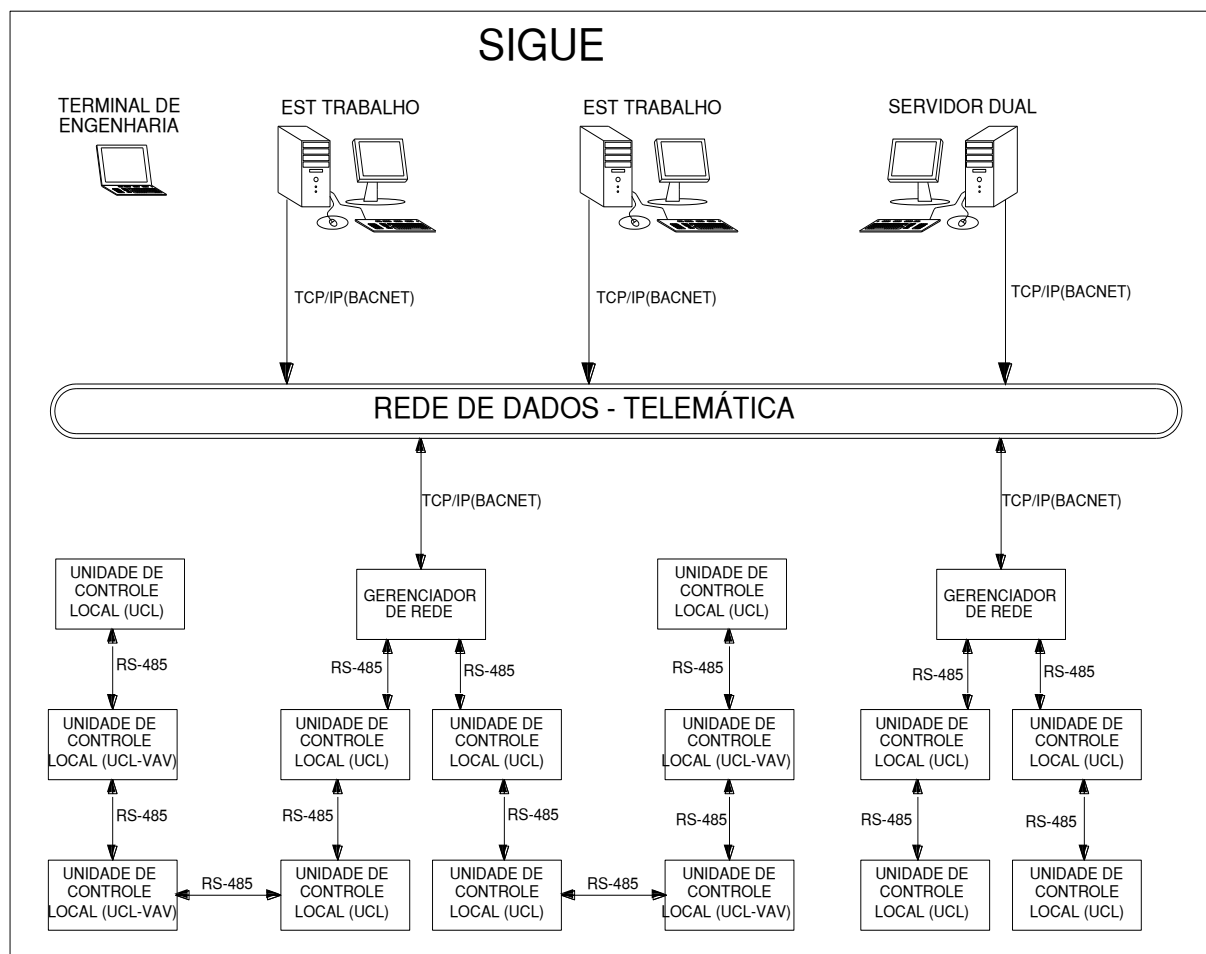 SIGUE
TERMINAL DE
ENGENHARIA
EST TRABALHO
EST TRABALHO
SERVIDOR DUAL
TCP/IP(BACNET)
TCP/IP(BACNET)
TCP/IP(BACNET)
REDE DE DADOS - TELEMÁTICA
TCP/IP(BACNET)
TCP/IP(BACNET)
UNIDADE DE
CONTROLE
LOCAL (UCL)
GERENCIADOR
DE REDE
UNIDADE DE
CONTROLE
LOCAL (UCL)
GERENCIADOR
DE REDE
RS-485
RS-485
RS-485
RS-485
RS-485
RS-485
UNIDADE DE
CONTROLE
LOCAL (UCL-VAV)
UNIDADE DE
CONTROLE
LOCAL (UCL)
UNIDADE DE
CONTROLE
LOCAL (UCL)
UNIDADE DE
CONTROLE
LOCAL (UCL-VAV)
UNIDADE DE
CONTROLE
LOCAL (UCL)
UNIDADE DE
CONTROLE
LOCAL (UCL)
RS-485
RS-485
RS-485
RS-485
RS-485
RS-485
UNIDADE DE
CONTROLE
LOCAL (UCL-VAV)
RS-485
UNIDADE DE
CONTROLE
LOCAL (UCL)
UNIDADE DE
CONTROLE
LOCAL (UCL)
RS-485
UNIDADE DE
CONTROLE
LOCAL (UCL-VAV)
UNIDADE DE
CONTROLE
LOCAL (UCL)
UNIDADE DE
CONTROLE
LOCAL (UCL)